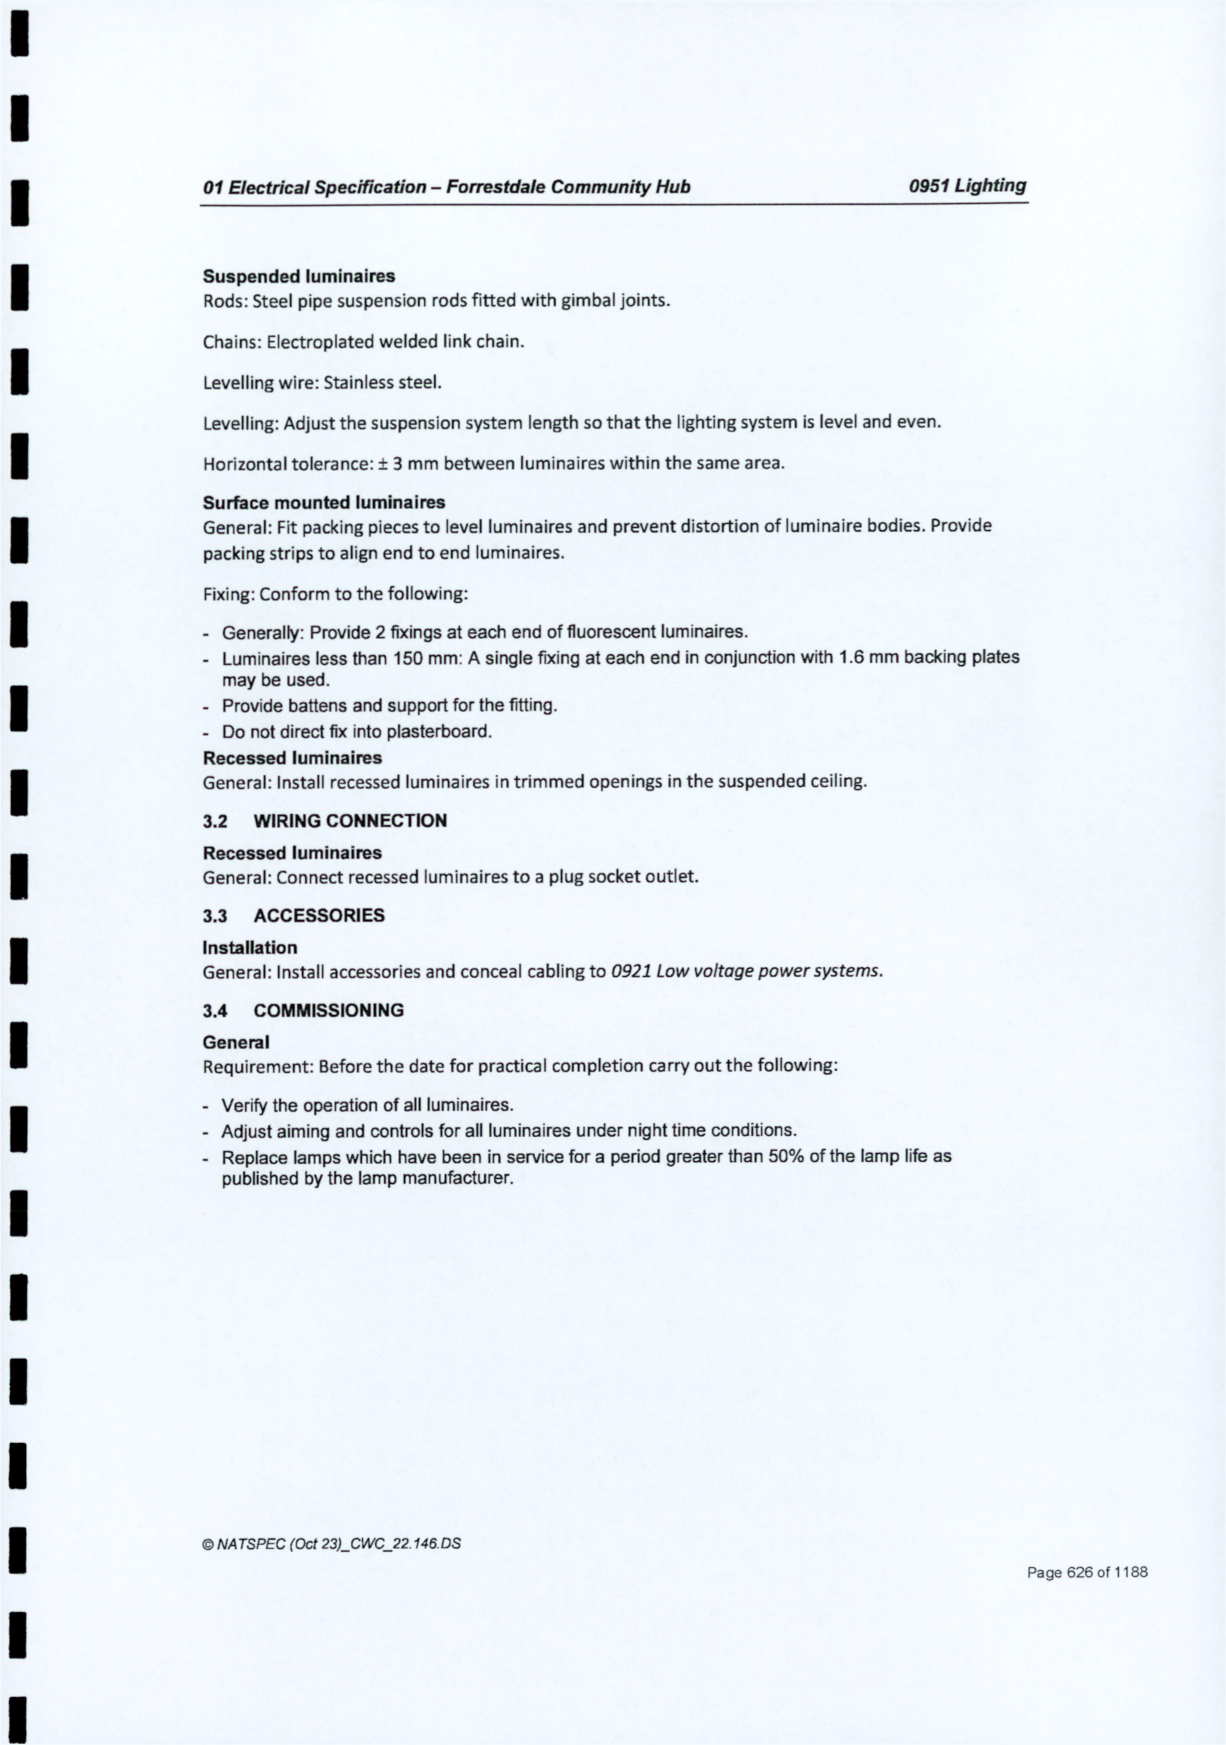 01 Electrical Specification – Forrestdale Community Hub 0951 Lighting
Suspended luminaires
Rods: Steel pipe suspension rods fitted with gimbal joints.
Chains: Electroplated welded link chain.
Levelling wire: Stainless steel.
Levelling: Adjust the suspension system length so that the lighting system is level and even.
Horizontal tolerance: ± 3 mm between luminaires within the same area.
Surface mounted luminaires
General: Fit packing pieces to level luminaires and prevent distortion of luminaire bodies. Provide
packing strips to align end to end luminaires.
Fixing: Conform to the following:
- Generally: Provide 2 fixings at each end of fluorescent luminaires.
- Luminaires less than 150 mm: A single fixing at each end in conjunction with 1.6 mm backing plates
may be used.
- Provide battens and support for the fitting.
- Do not direct fix into plasterboard.
Recessed luminaires
General: Install recessed luminaires in trimmed openings in the suspended ceiling.
3.2 WIRING CONNECTION
Recessed luminaires
General: Connect recessed luminaires to a plug socket outlet.
3.3 ACCESSORIES
Installation
General: Install accessories and conceal cabling to 0921 Low voltage power systems.
3.4 COMMISSIONING
General
Requirement: Before the date for practical completion carry out the following:
- Verify the operation of all luminaires.
- Adjust aiming and controls for all luminaires under night time conditions.
- Replace lamps which have been in service for a period greater than 50% of the lamp life as
published by the lamp manufacturer.
© NATSPEC (Oct 23)_CWC_22.146.DS
Page 626 of 1188